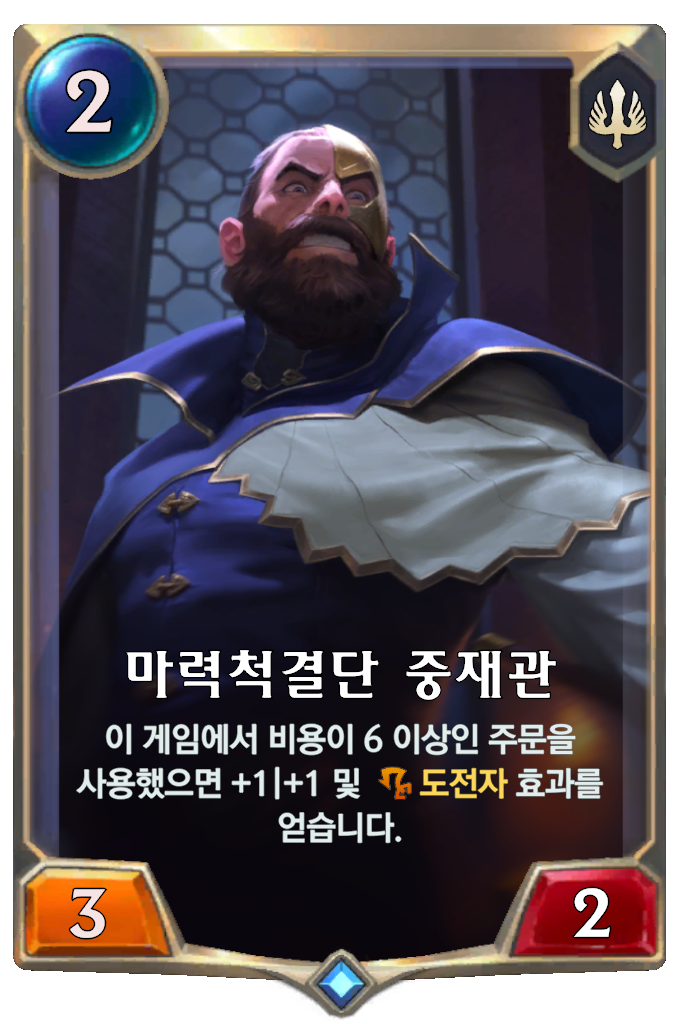 2
마력척결단 중재관
이 게임에서 비용이 6 이상인 주문을
사용했으면 +1|+1 및 도전자 효과를
얻습니다.
3
2